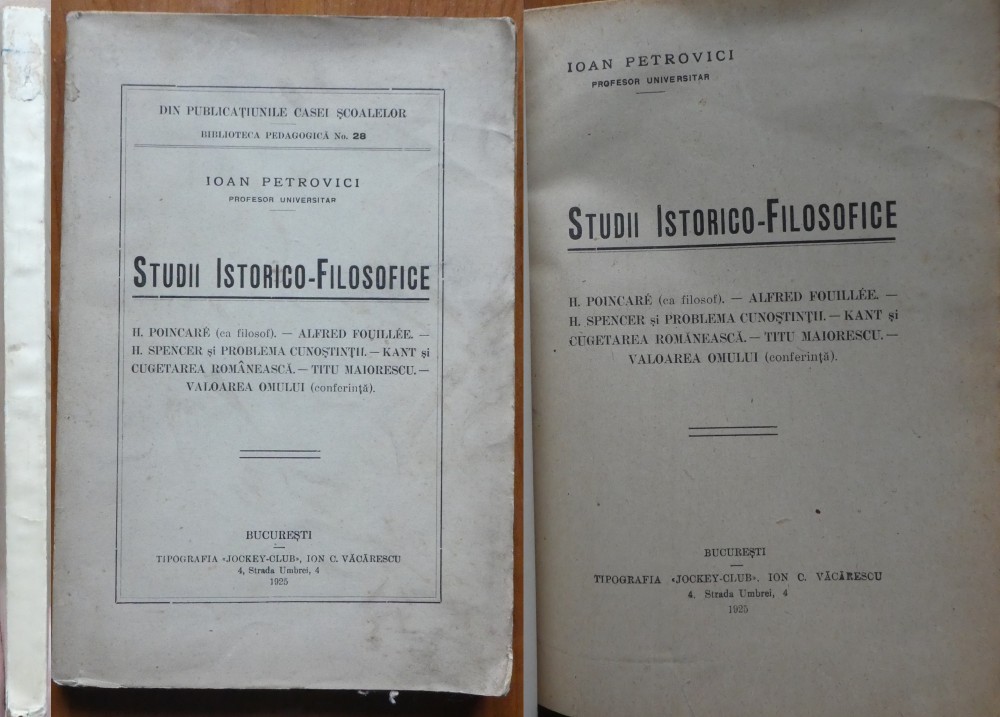 DIN PUBLICAȚIUNILE CASEI ȘCOALELOR
BIBLIOTECA PEDAGOGICĂ No. 28
IOAN PETROVICI
PROFESOR UNIVERSITAR
STUDII ISTORICO-FILOSOFICE
H. POINCARÉ (ca filosof). — ALFRED FOUILLÉE. —
H. SPENCER și PROBLEMA CUNOȘTINȚII. — KANT și
CUGETAREA ROMÂNEASCĂ. — TITU MAIORESCU. —
VALOAREA OMULUI (conferință).
BUCUREȘTI
TIPOGRAFIA «JOCKEY-CLUB», ION C. VĂCĂRESCU
4, Strada Umbrei, 4
1925
IOAN PETROVICI
PROFESOR UNIVERSITAR
STUDII ISTORICO-FILOSOFICE
H. POINCARÉ (ca filosof). — ALFRED FOUILLÉE. —
H. SPENCER și PROBLEMA CUNOȘTINȚII. — KANT și
CUGETAREA ROMĂNEASCĂ. — TITU MAIORESCU. —
VALOAREA OMULUI (conferință).
BUCUREȘTI
TIPOGRAFIA «JOCKEY-CLUB». ION C. VĂCĂRESCU
4, Strada Umbrei, 4
1925